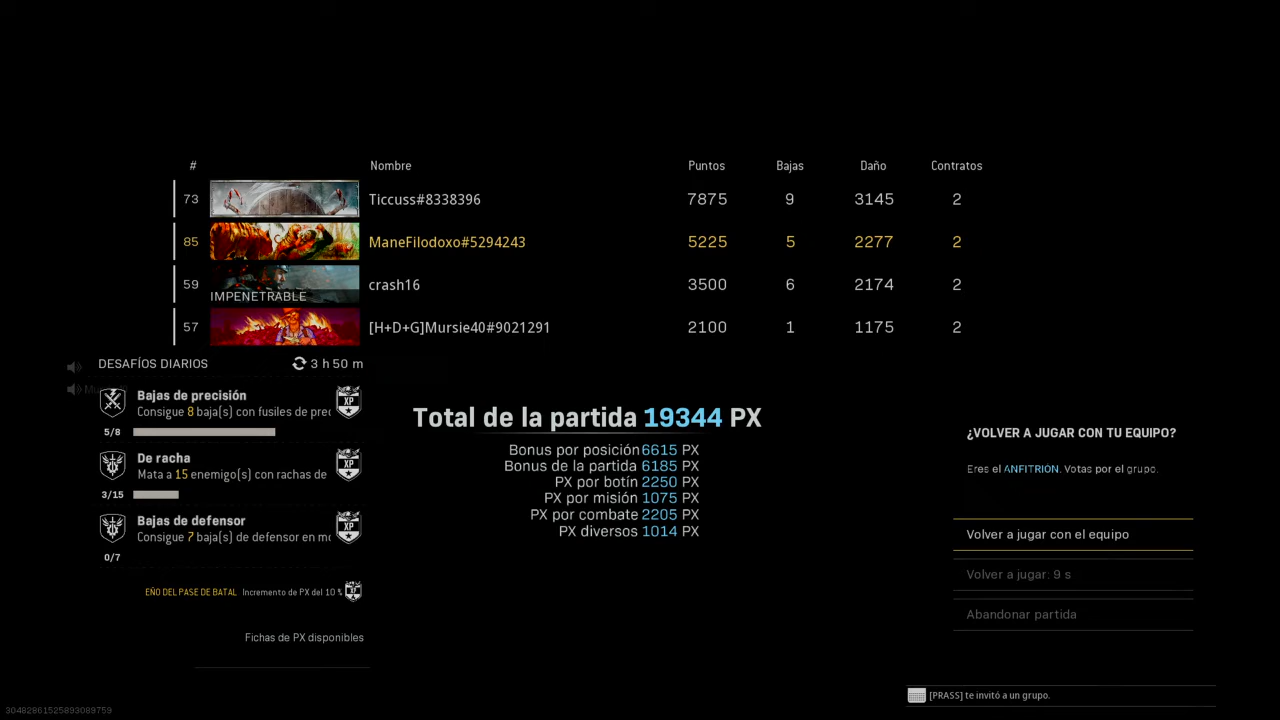 # Nombre Puntos Bajas Daño Contratos
73 Ticcuss#8338396 7875 9 3145 2
85 ManeFilodoxo#5294243 5225 5 2277 2
59 crash16 3500 6 2174 2
IMPENETRABLE
57 [H+D+G]Mursie40#9021291 2100 1 1175 2
DESAFÍOS DIARIOS 3 h 50 m
Bajas de precisión
Consigue 8 baja(s) con fusiles de prec
5/8
De racha
Mata a 15 enemigo(s) con rachas de
3/15
Bajas de defensor
Consigue 7 baja(s) de defensor en mo
0/7
EÑO DEL PASE DE BATAL Incremento de PX del 10 %
Fichas de PX disponibles
Total de la partida 19344 PX
Bonus por posición 6615 PX
Bonus de la partida 6185 PX
PX por botín 2250 PX
PX por misión 1075 PX
PX por combate 2205 PX
PX diversos 1014 PX
¿VOLVER A JUGAR CON TU EQUIPO?
Eres el ANFITRIÓN. Votas por el grupo.
Volver a jugar con el equipo
Volver a jugar: 9 s
Abandonar partida
[PRASS] te invitó a un grupo.
30482861525893089759